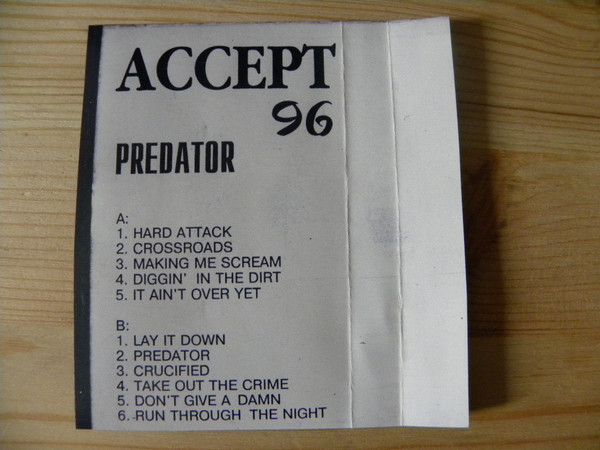 ACCEPT
96
PREDATOR
A:
1. HARD ATTACK
2. CROSSROADS
3. MAKING ME SCREAM
4. DIGGIN' IN THE DIRT
5. IT AIN'T OVER YET
B:
1. LAY IT DOWN
2. PREDATOR
3. CRUCIFIED
4. TAKE OUT THE CRIME
5. DON'T GIVE A DAMN
6. RUN THROUGH THE NIGHT